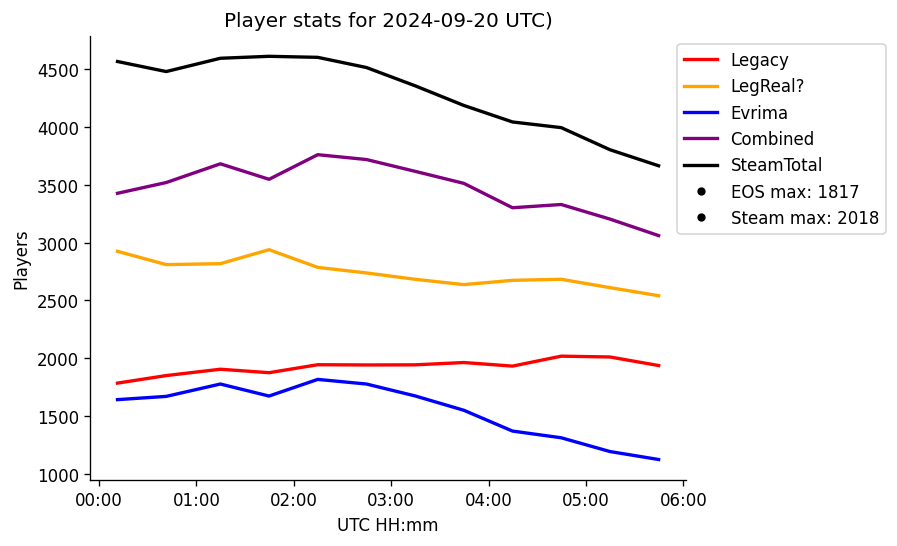 Player stats for 2024-09-20 UTC)
Legacy
LegReal?
Evrima
Combined
SteamTotal
EOS max: 1817
Steam max: 2018
Players
4500
4000
3500
3000
2500
2000
1500
1000
00:00 01:00 02:00 03:00 04:00 05:00 06:00
UTC HH:mm